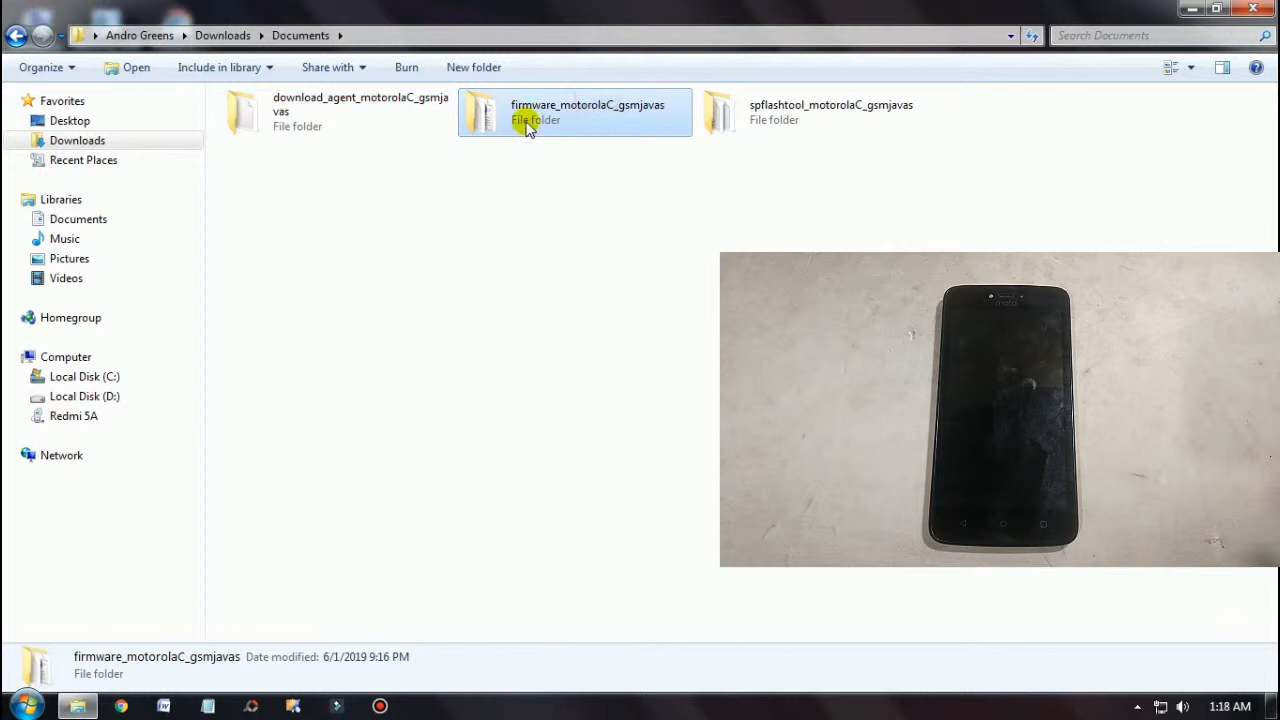 Andro Greens Downloads Documents
Search Documents
Organize Open Include in library Share with Burn New folder
Favorites
Desktop
Downloads
Recent Places
Libraries
Documents
Music
Pictures
Videos
Homegroup
Computer
Local Disk (C:)
Local Disk (D:)
Redmi 5A
Network
download_agent_motorolaC_gsmja
vas
File folder
firmware_motorolaC_gsmjavas
File folder
spflashtool_motorolaC_gsmjavas
File folder
moto
firmware_motorolaC_gsmjavas Date modified: 6/1/2019 9:16 PM
File folder
1:18 AM